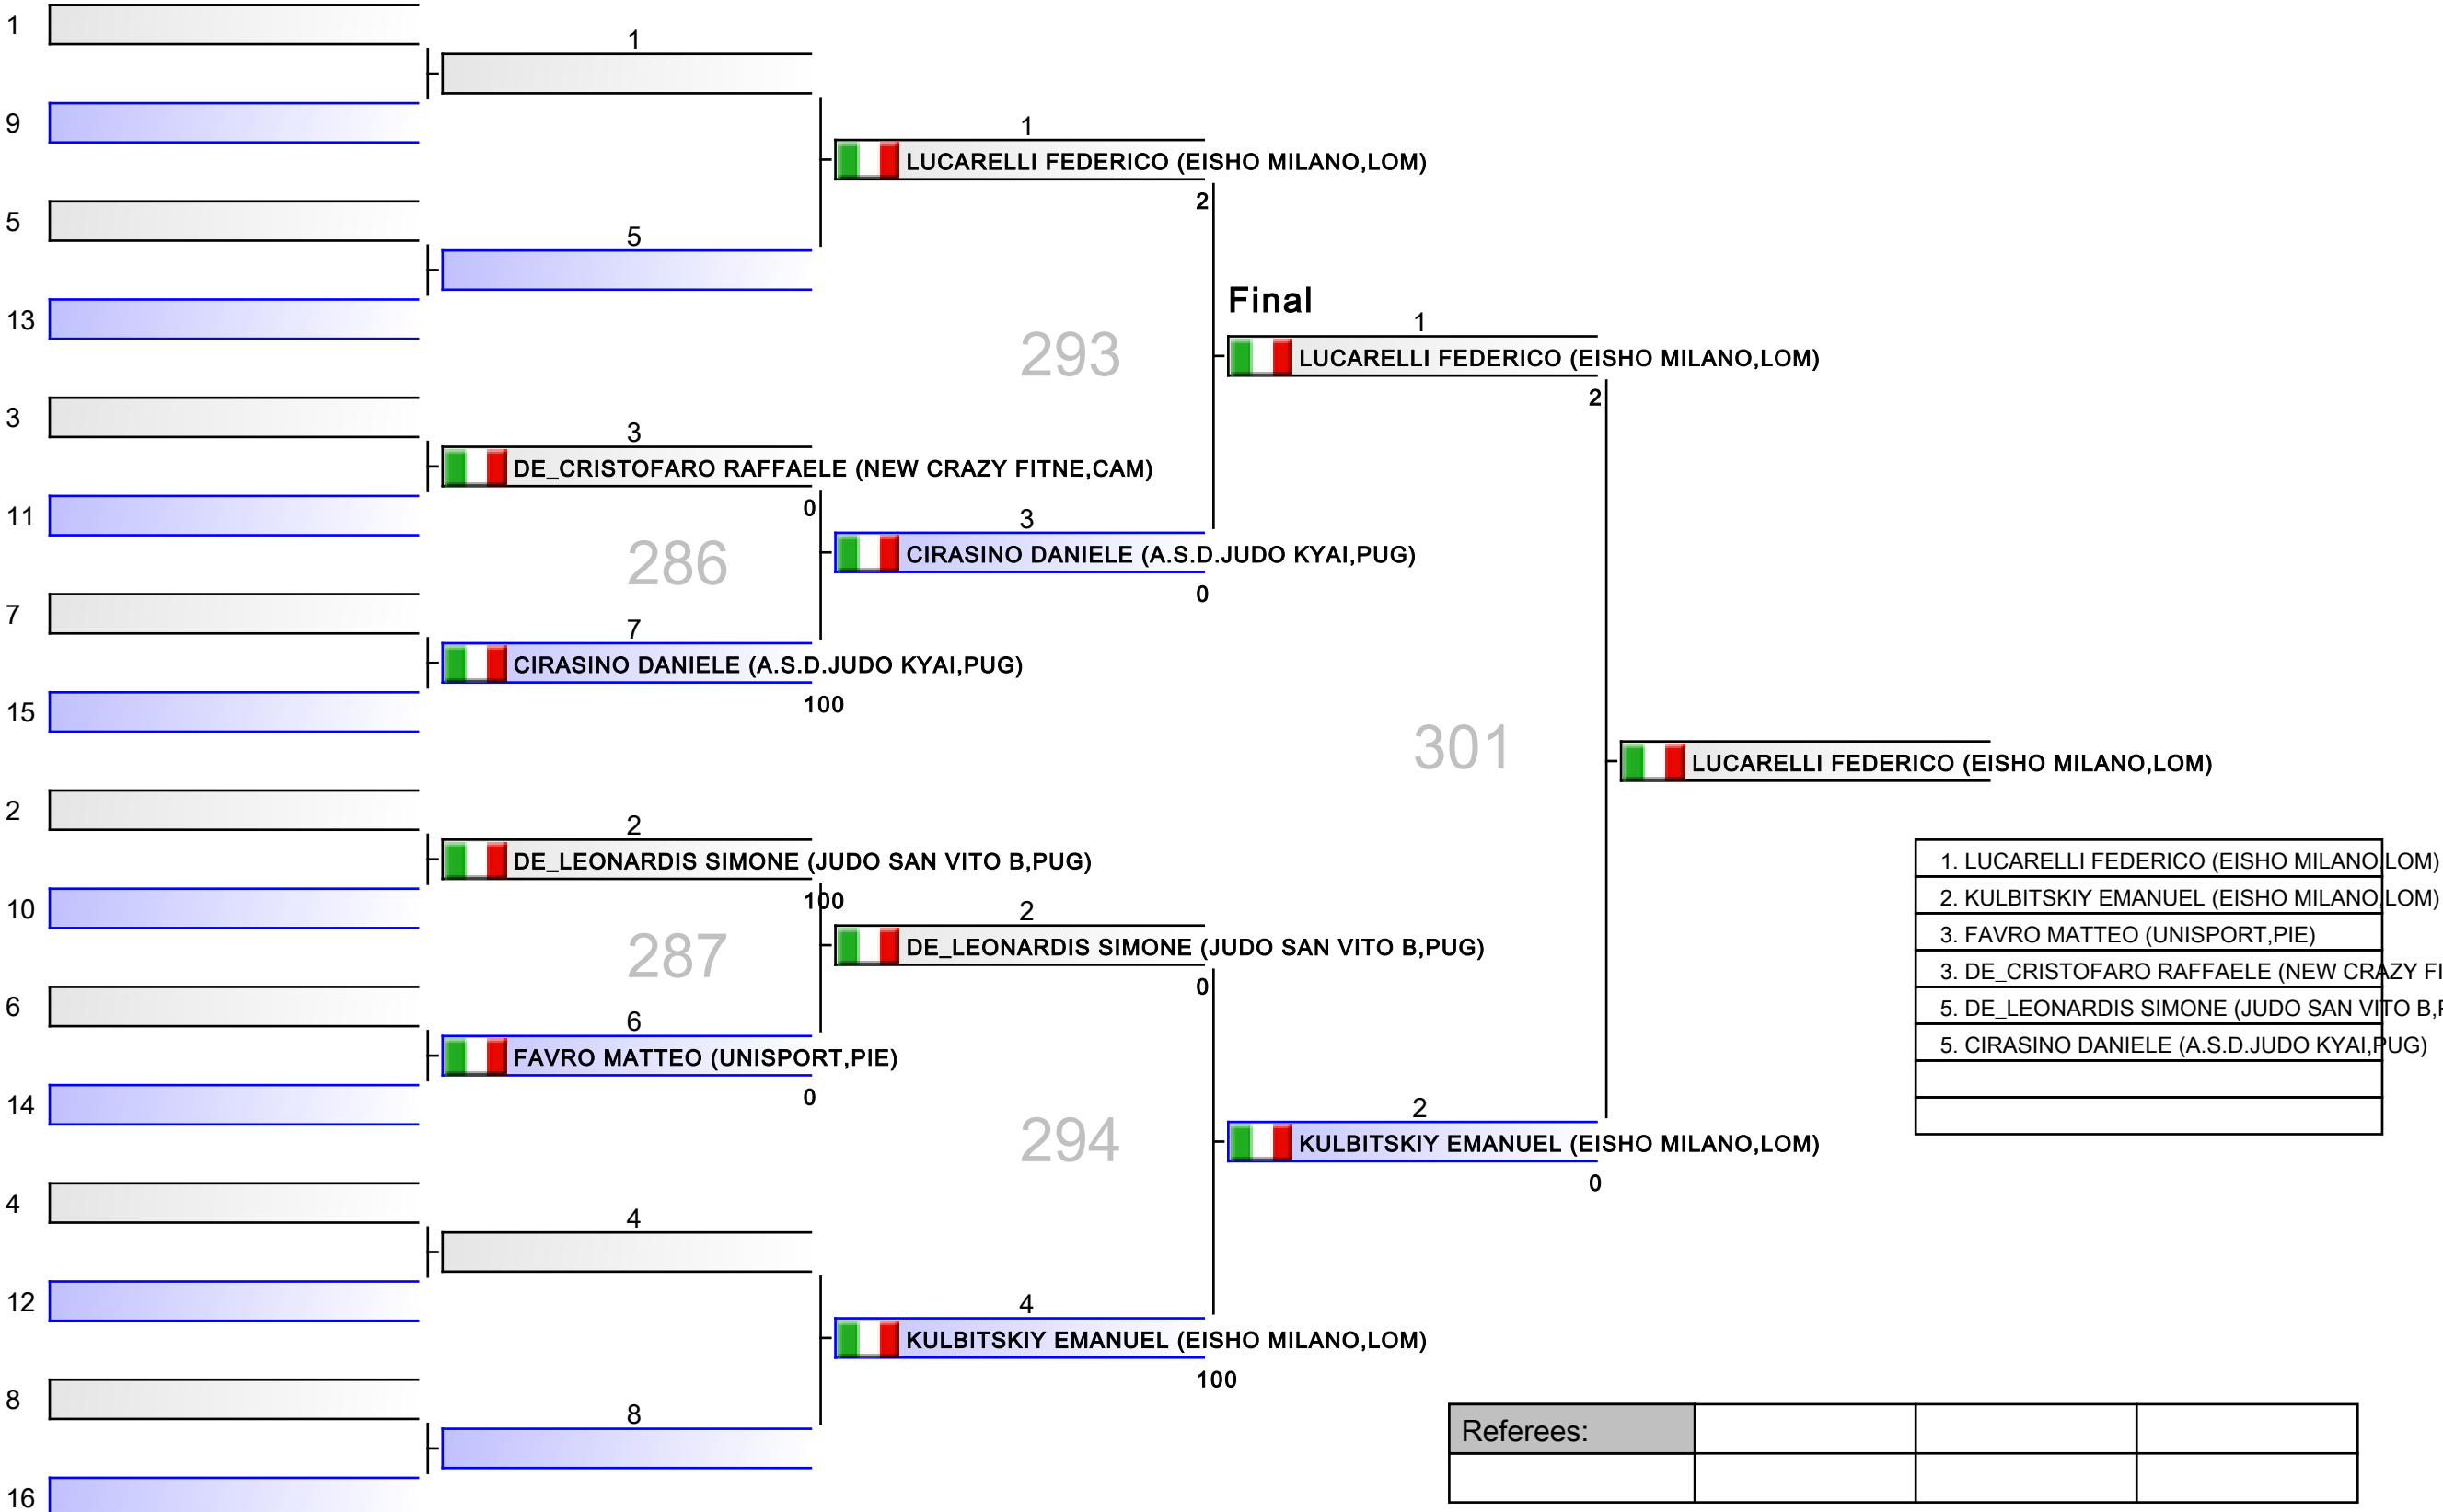 1
1
9
1
LUCARELLI FEDERICO (EISHO MILANO,LOM)
2
5
5
13
Final
1
LUCARELLI FEDERICO (EISHO MILANO,LOM)
2
293
3
3
DE_CRISTOFARO RAFFAELE (NEW CRAZY FITNE,CAM)
0
11
3
CIRASINO DANIELE (A.S.D.JUDO KYAI,PUG)
0
286
7
7
CIRASINO DANIELE (A.S.D.JUDO KYAI,PUG)
100
15
301
LUCARELLI FEDERICO (EISHO MILANO,LOM)
2
2
DE_LEONARDIS SIMONE (JUDO SAN VITO B,PUG)
100
10
2
DE_LEONARDIS SIMONE (JUDO SAN VITO B,PUG)
0
287
6
6
FAVRO MATTEO (UNISPORT,PIE)
0
14
294
2
KULBITSKIY EMANUEL (EISHO MILANO,LOM)
0
4
4
12
4
KULBITSKIY EMANUEL (EISHO MILANO,LOM)
100
8
8
16
1. LUCARELLI FEDERICO (EISHO MILANO,LOM)
2. KULBITSKIY EMANUEL (EISHO MILANO,LOM)
3. FAVRO MATTEO (UNISPORT,PIE)
3. DE_CRISTOFARO RAFFAELE (NEW CRAZY FI
5. DE_LEONARDIS SIMONE (JUDO SAN VITO B,
5. CIRASINO DANIELE (A.S.D.JUDO KYAI,PUG)
Referees: